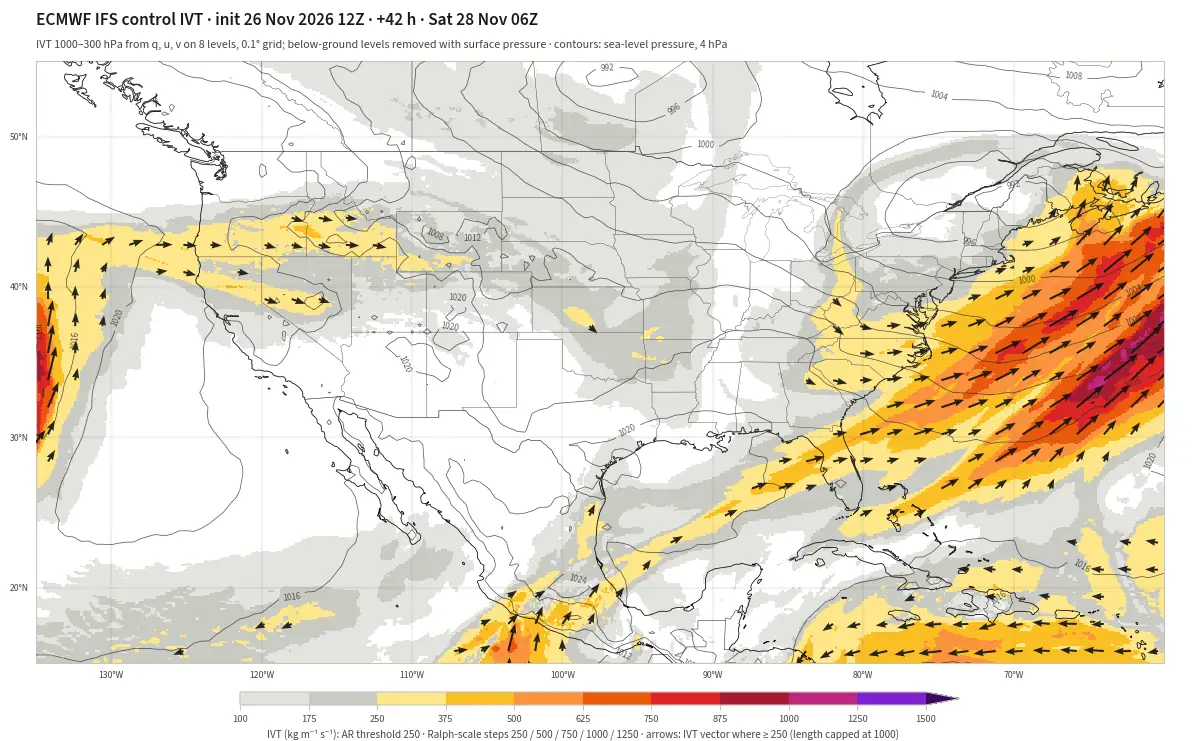 ECMWF IFS control IVT · init 26 Nov 2026 12Z · +42 h · Sat 28 Nov 06Z
IVT 1000–300 hPa from q, u, v on 8 levels, 0.1° grid; below-ground levels removed with surface pressure · contours: sea-level pressure, 4 hPa
992
1008
1004
996
50°N
1000
992
996
1008
1012
40°N
1000
1004
1020
1020
1020
1016
1020
30°N
1020
1020
1024
1016
20°N
1016
1016
1012
130°W
120°W
110°W
100°W
90°W
80°W
70°W
100
175
250
375
500
625
750
875
1000
1250
1500
IVT (kg m⁻¹ s⁻¹): AR threshold 250 · Ralph-scale steps 250 / 500 / 750 / 1000 / 1250 · arrows: IVT vector where ≥ 250 (length capped at 1000)